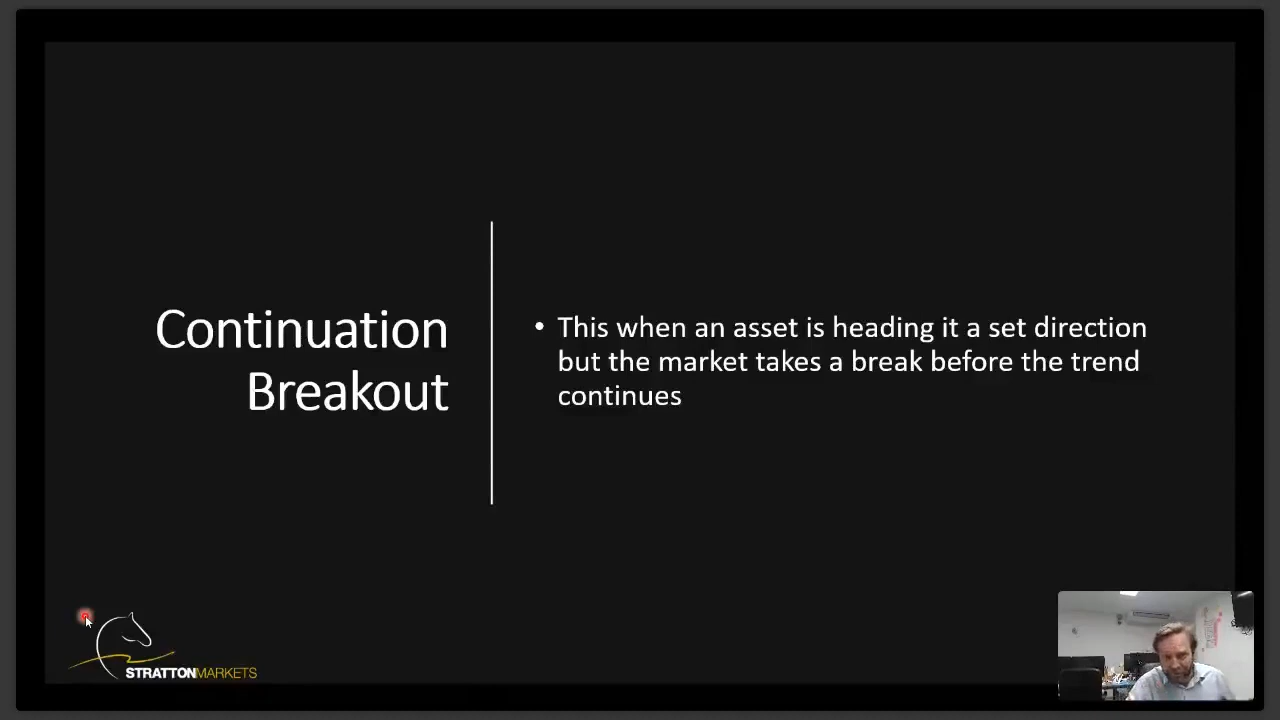 Continuation
Breakout
• This when an asset is heading it a set direction
but the market takes a break before the trend
continues
STRATTONMARKETS